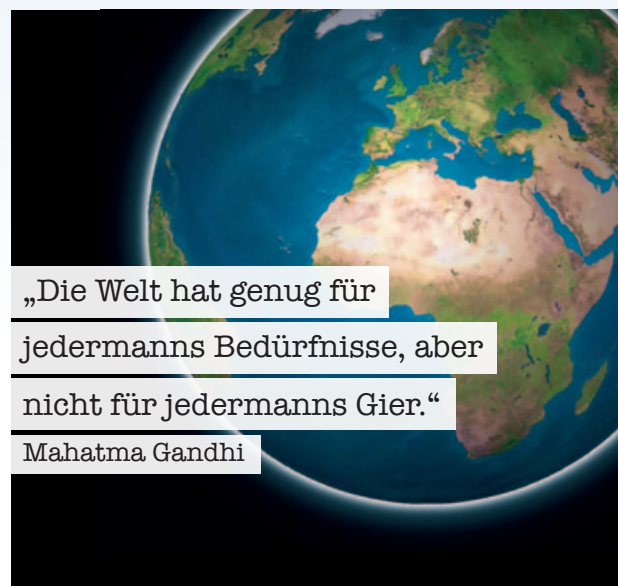 „Die Welt hat genug für
jedermanns Bedürfnisse, aber
nicht für jedermanns Gier.“
Mahatma Gandhi